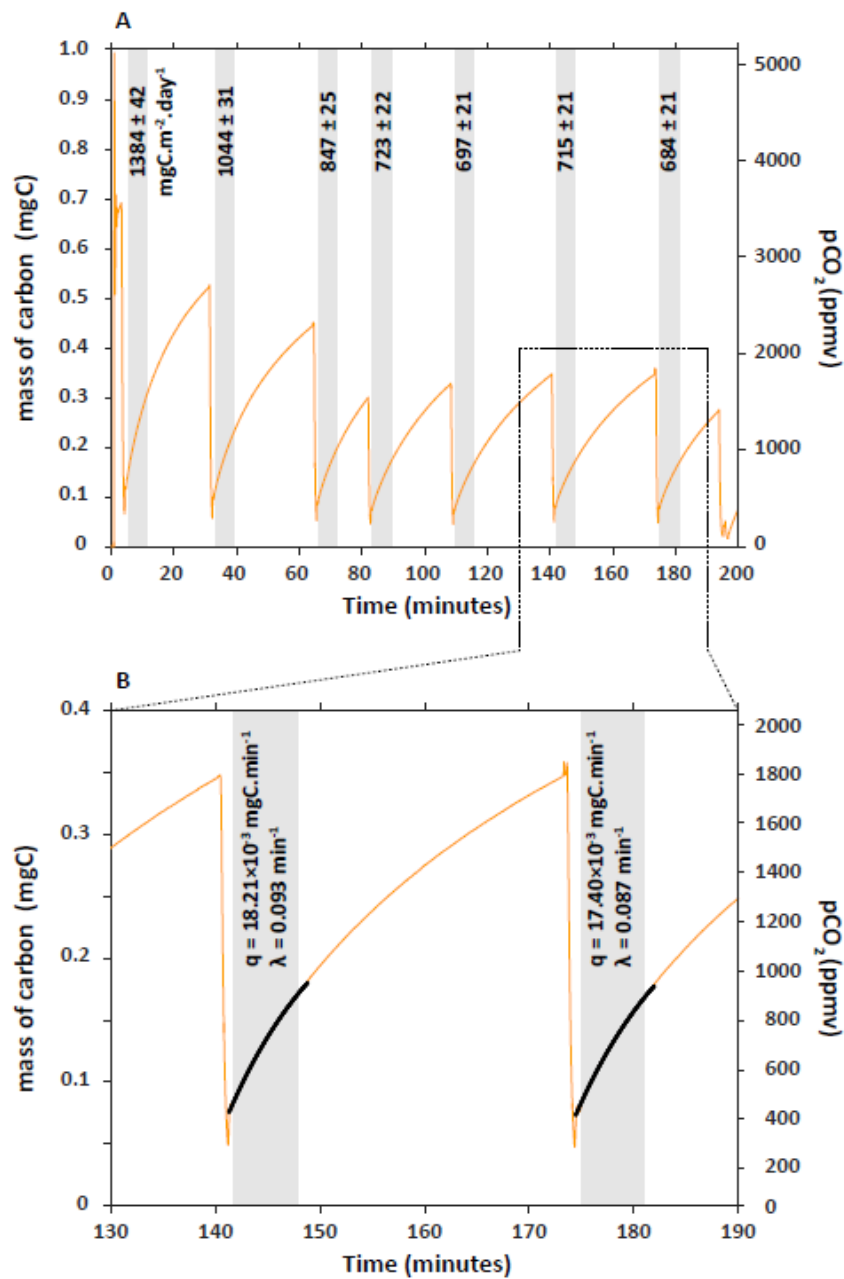 A
1.0
0.9
0.8
0.7
0.6
0.5
0.4
0.3
0.2
0.1
0
mass of carbon (mgC)
1384 ± 42
mgC.m⁻².day⁻¹
1044 ± 31
847 ± 25
723 ± 22
697 ± 21
715 ± 21
684 ± 21
5000
4000
3000
2000
1000
0
pCO₂ (ppmv)
0 20 40 60 80 100 120 140 160 180 200
Time (minutes)
B
0.4
0.3
0.2
0.1
0
mass of carbon (mgC)
q = 18.21×10⁻³ mgC.min⁻¹
λ = 0.093 min⁻¹
q = 17.40×10⁻³ mgC.min⁻¹
λ = 0.087 min⁻¹
2000
1800
1600
1400
1200
1000
800
600
400
200
0
pCO₂ (ppmv)
130 140 150 160 170 180 190
Time (minutes)